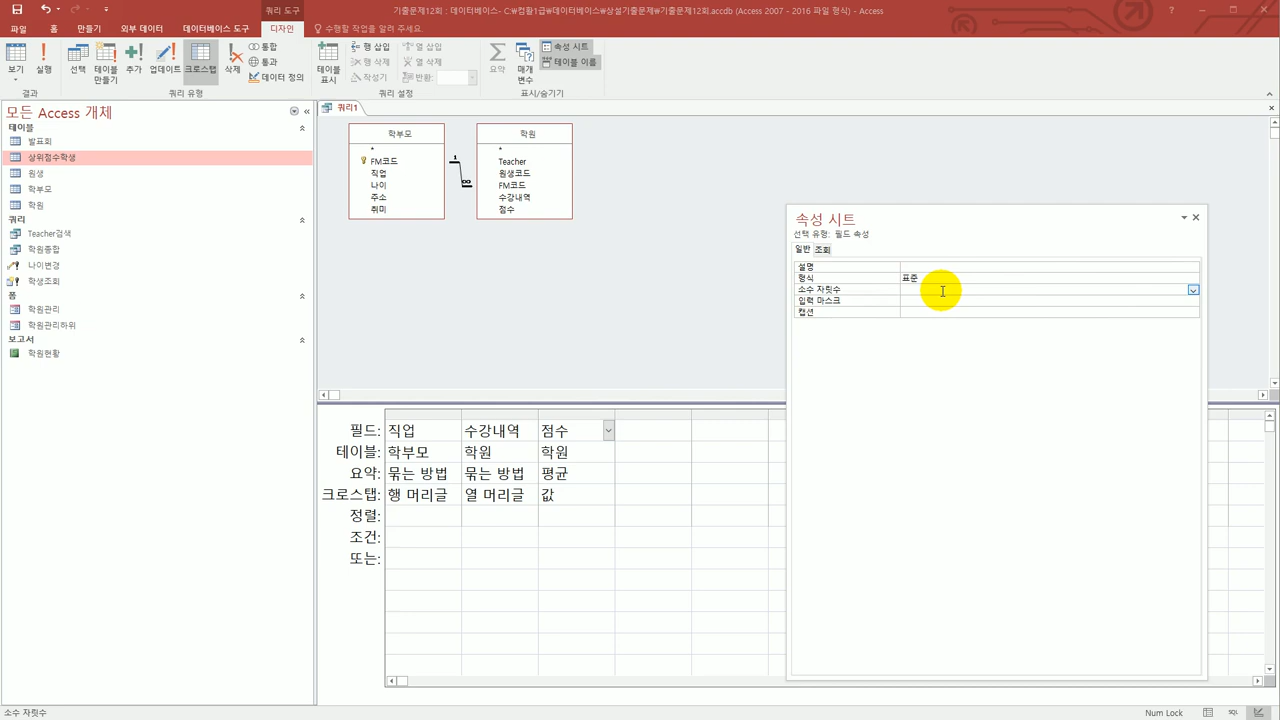 쿼리 도구
기출문제12회 : 데이터베이스- C:₩컴활1급₩데이터베이스₩상설기출문제₩기출문제12회.accdb (Access 2007 - 2016 파일 형식) - Access
파일 홈 만들기 외부 데이터 데이터베이스 도구 디자인 수행할 작업을 알려 주세요.
보기 실행 선택 테이블 만들기 추가 업데이트 크로스탭 삭제 통합 통과 데이터 정의
테이블 표시 행 삽입 행 삭제 작성기 열 삽입 열 삭제 반환:
요약 매개 변수 속성 시트 테이블 이름
결과 쿼리 유형 쿼리 설정 표시/숨기기
모든 Access 개체
테이블
발표회
상위점수학생
원생
학부모
학원
쿼리
Teacher검색
학원종합
나이변경
학생조회
폼
학원관리
학원관리하위
보고서
학원현황
쿼리1
학부모
*
FM코드
직업
나이
주소
취미
1
∞
학원
*
Teacher
원생코드
FM코드
수강내역
점수
속성 시트
선택 유형: 필드 속성
일반 조회
설명
형식 표준
소수 자릿수
입력 마스크
캡션
필드: 직업 수강내역 점수
테이블: 학부모 학원 학원
요약: 묶는 방법 묶는 방법 평균
크로스탭: 행 머리글 열 머리글 값
정렬:
조건:
또는:
소수 자릿수
Num Lock
SQL